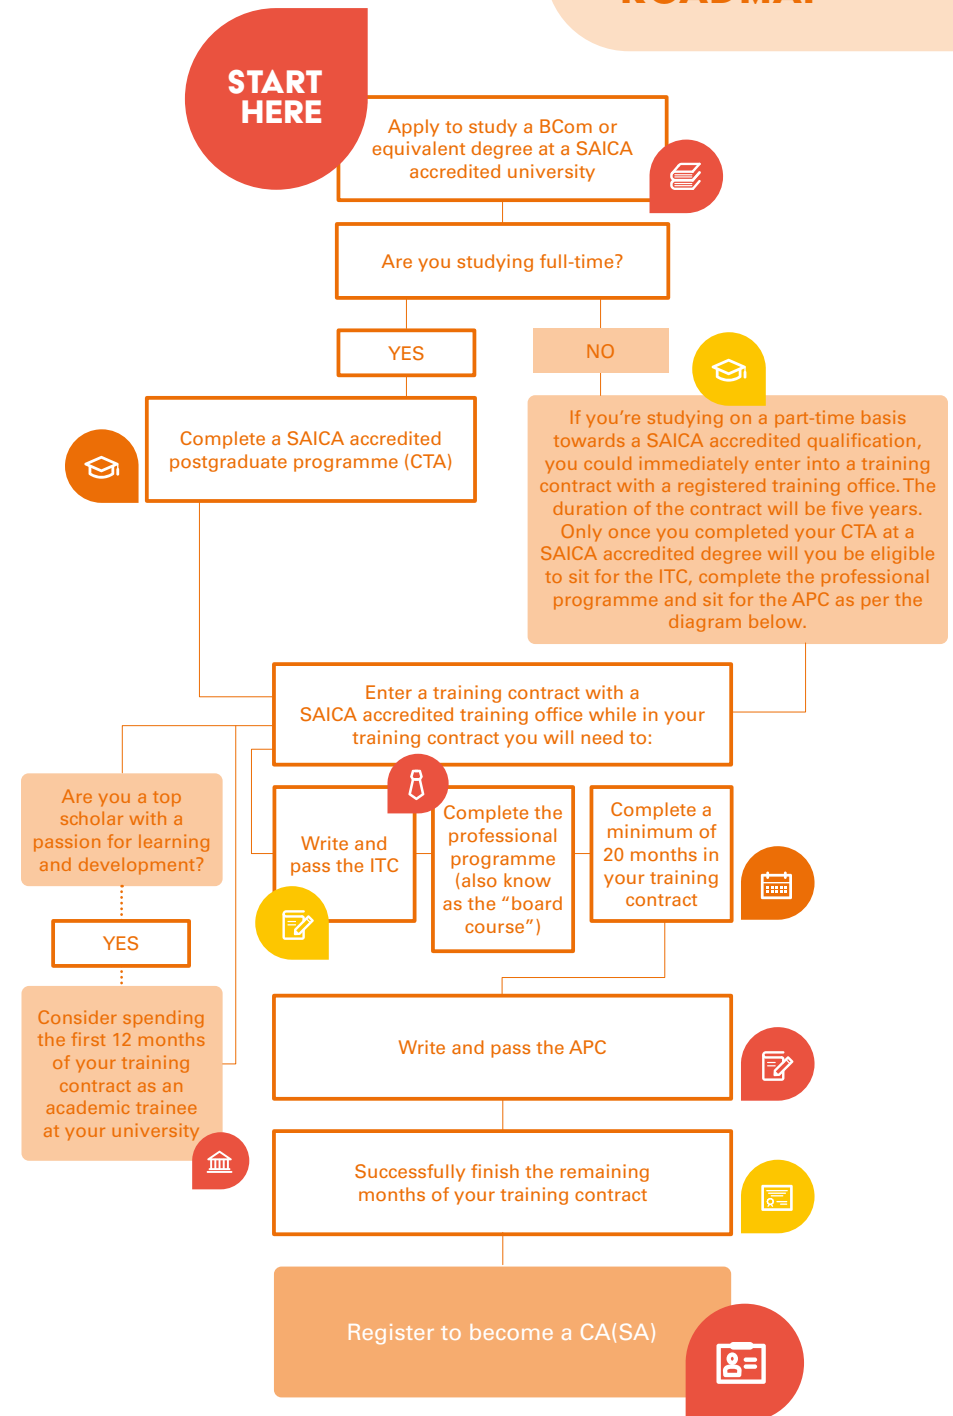 ROADMAP
START
HERE
Apply to study a BCom or
equivalent degree at a SAICA
accredited university
Are you studying full-time?
YES
NO
Complete a SAICA accredited
postgraduate programme (CTA)
If you’re studying on a part-time basis
towards a SAICA accredited qualification,
you could immediately enter into a training
contract with a registered training office. The
duration of the contract will be five years.
Only once you completed your CTA at a
SAICA accredited degree will you be eligible
to sit for the ITC, complete the professional
programme and sit for the APC as per the
diagram below.
Enter a training contract with a
SAICA accredited training office while in your
training contract you will need to:
Are you a top
scholar with a
passion for learning
and development?
YES
Consider spending
the first 12 months
of your training
contract as an
academic trainee
at your university
Write and
pass the ITC
Complete the
professional
programme
(also know
as the “board
course”)
Complete a
minimum of
20 months in
your training
contract
Write and pass the APC
Successfully finish the remaining
months of your training contract
Register to become a CA(SA)